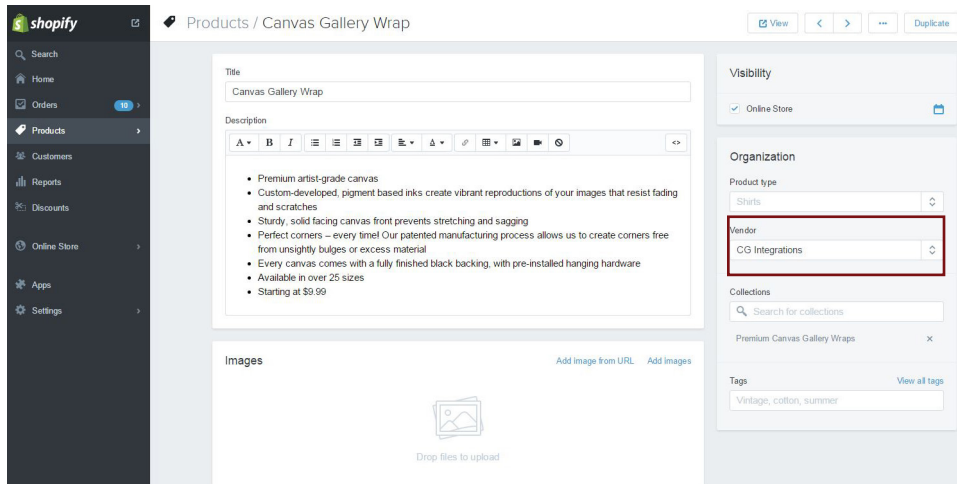 shopify
Products / Canvas Gallery Wrap
View
Duplicate
Search
Home
Orders 10
Products
Customers
Reports
Discounts
Online Store
Apps
Settings
Title
Canvas Gallery Wrap
Description
A B I A <>
Premium artist-grade canvas
Custom-developed, pigment based inks create vibrant reproductions of your images that resist fading
and scratches
Sturdy, solid facing canvas front prevents stretching and sagging
Perfect corners – every time! Our patented manufacturing process allows us to create corners free
from unsightly bulges or excess material
Every canvas comes with a fully finished black backing, with pre-installed hanging hardware
Available in over 25 sizes
Starting at $9.99
Images
Add image from URL Add images
Drop files to upload
Visibility
Online Store
Organization
Product type
Shirts
Vendor
CG Integrations
Collections
Search for collections
Premium Canvas Gallery Wraps ×
Tags View all tags
Vintage, cotton, summer